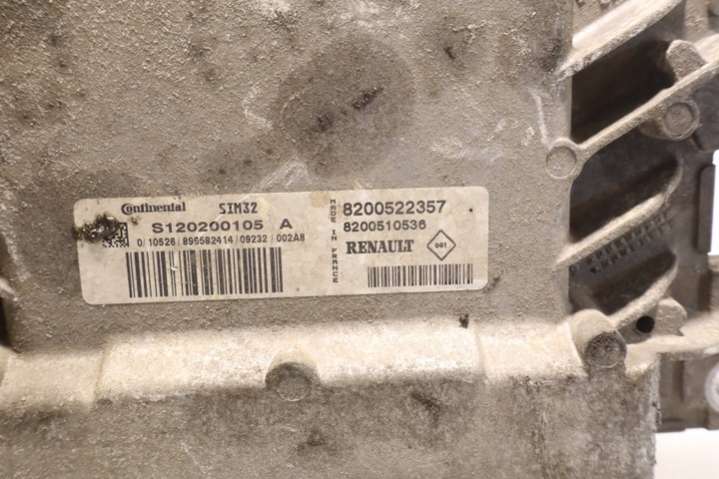 Continental SIM32
S120200105 A
0/10526/896582414/09232/002A8
MADE IN FRANCE
8200522357
8200510536
RENAULT